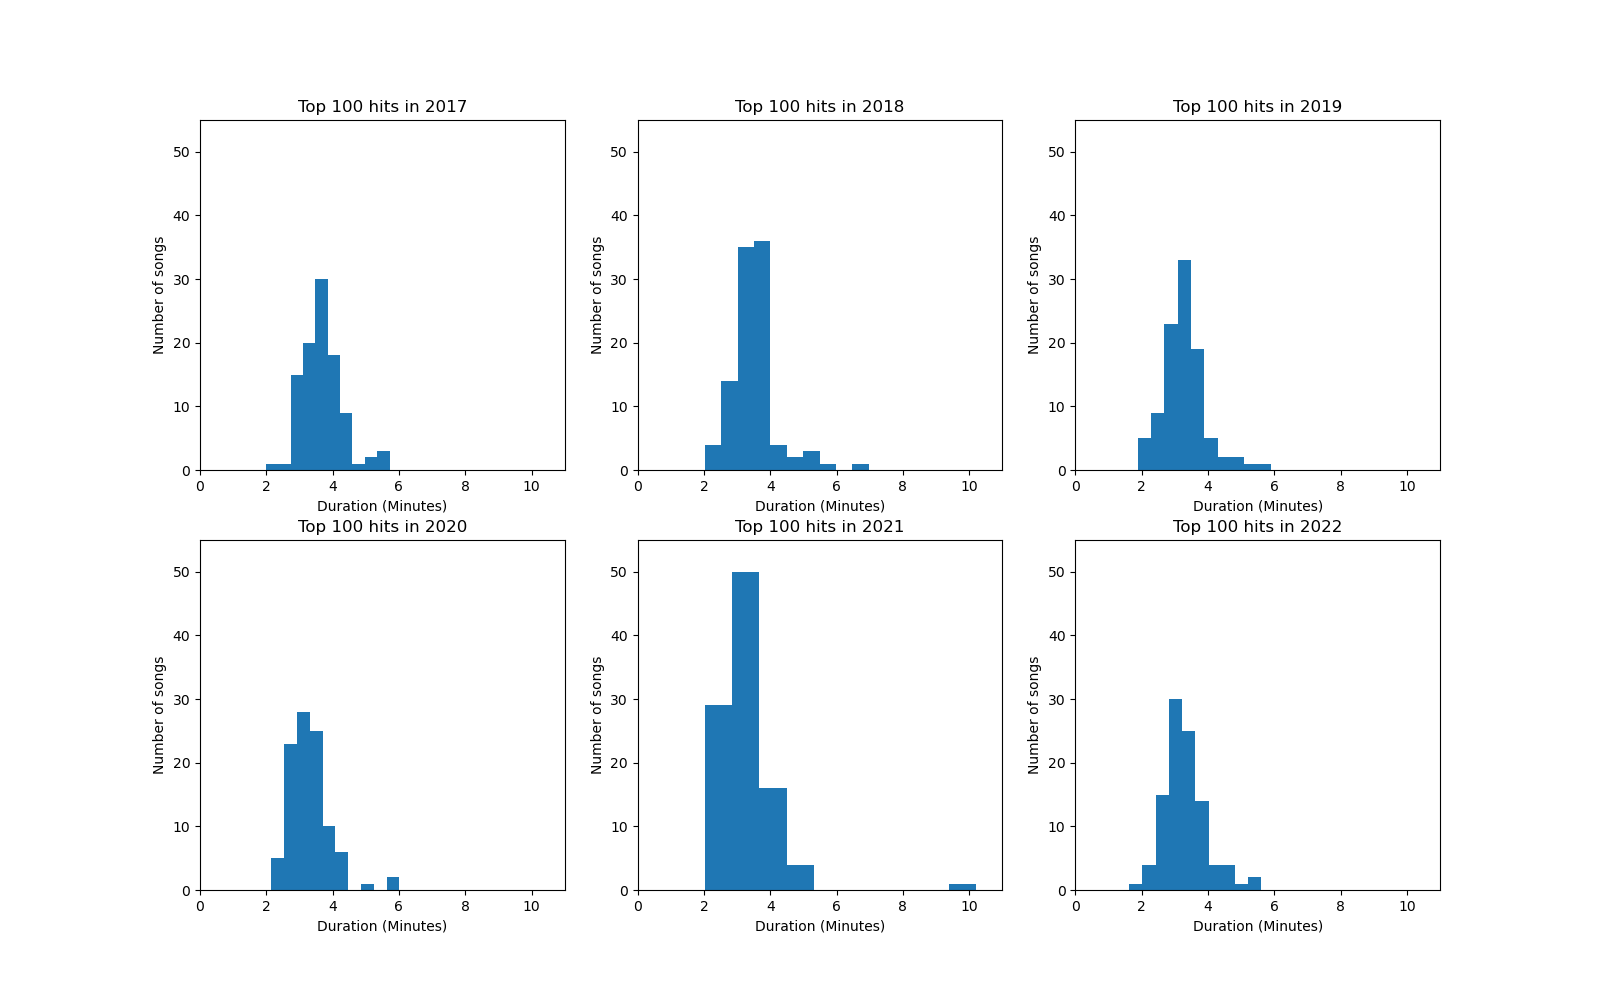 Top 100 hits in 2017
50
40
30
20
10
0
Number of songs
0 2 4 6 8 10
Duration (Minutes)
Top 100 hits in 2018
50
40
30
20
10
0
Number of songs
0 2 4 6 8 10
Duration (Minutes)
Top 100 hits in 2019
50
40
30
20
10
0
Number of songs
0 2 4 6 8 10
Duration (Minutes)
Top 100 hits in 2020
50
40
30
20
10
0
Number of songs
0 2 4 6 8 10
Duration (Minutes)
Top 100 hits in 2021
50
40
30
20
10
0
Number of songs
0 2 4 6 8 10
Duration (Minutes)
Top 100 hits in 2022
50
40
30
20
10
0
Number of songs
0 2 4 6 8 10
Duration (Minutes)